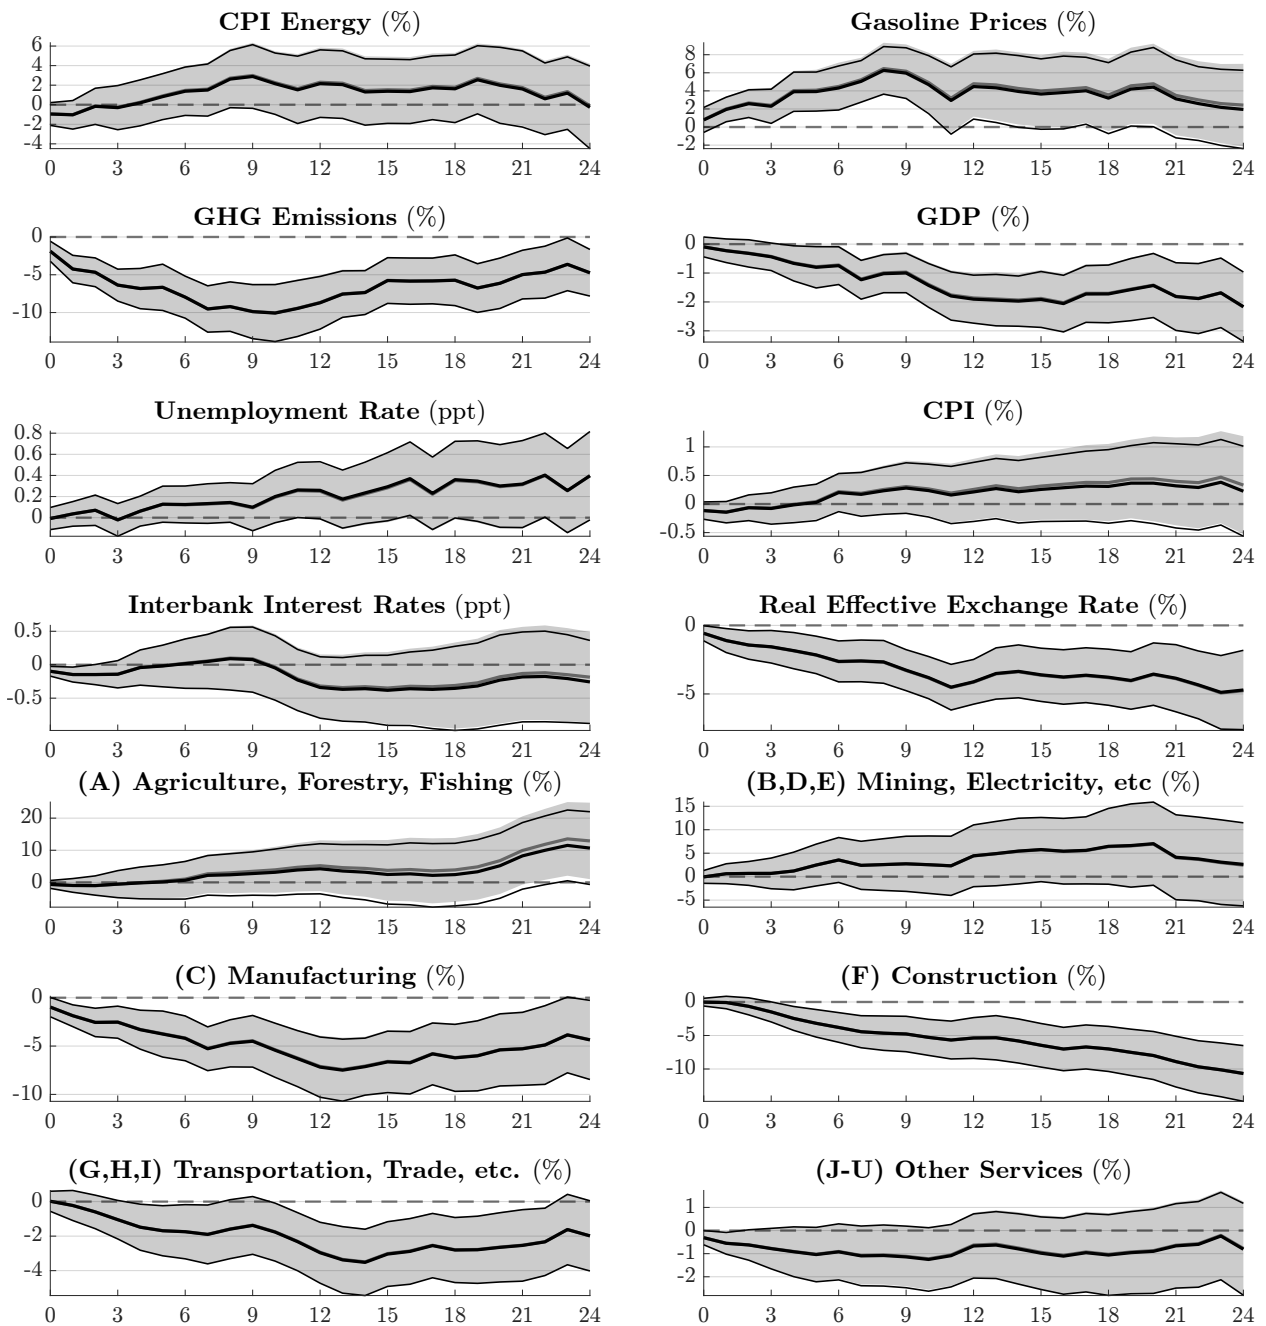 CPI Energy (%)
6
4
2
0
-2
-4
0 3 6 9 12 15 18 21 24
Gasoline Prices (%)
8
6
4
2
0
-2
0 3 6 9 12 15 18 21 24
GHG Emissions (%)
0
-5
-10
0 3 6 9 12 15 18 21 24
GDP (%)
0
-1
-2
-3
0 3 6 9 12 15 18 21 24
Unemployment Rate (ppt)
0.8
0.6
0.4
0.2
0
0 3 6 9 12 15 18 21 24
CPI (%)
1
0.5
0
-0.5
0 3 6 9 12 15 18 21 24
Interbank Interest Rates (ppt)
0.5
0
-0.5
0 3 6 9 12 15 18 21 24
Real Effective Exchange Rate (%)
0
-5
0 3 6 9 12 15 18 21 24
(A) Agriculture, Forestry, Fishing (%)
20
10
0
0 3 6 9 12 15 18 21 24
(B,D,E) Mining, Electricity, etc (%)
15
10
5
0
-5
0 3 6 9 12 15 18 21 24
(C) Manufacturing (%)
0
-5
-10
0 3 6 9 12 15 18 21 24
(F) Construction (%)
0
-5
-10
0 3 6 9 12 15 18 21 24
(G,H,I) Transportation, Trade, etc. (%)
0
-2
-4
0 3 6 9 12 15 18 21 24
(J-U) Other Services (%)
1
0
-1
-2
0 3 6 9 12 15 18 21 24